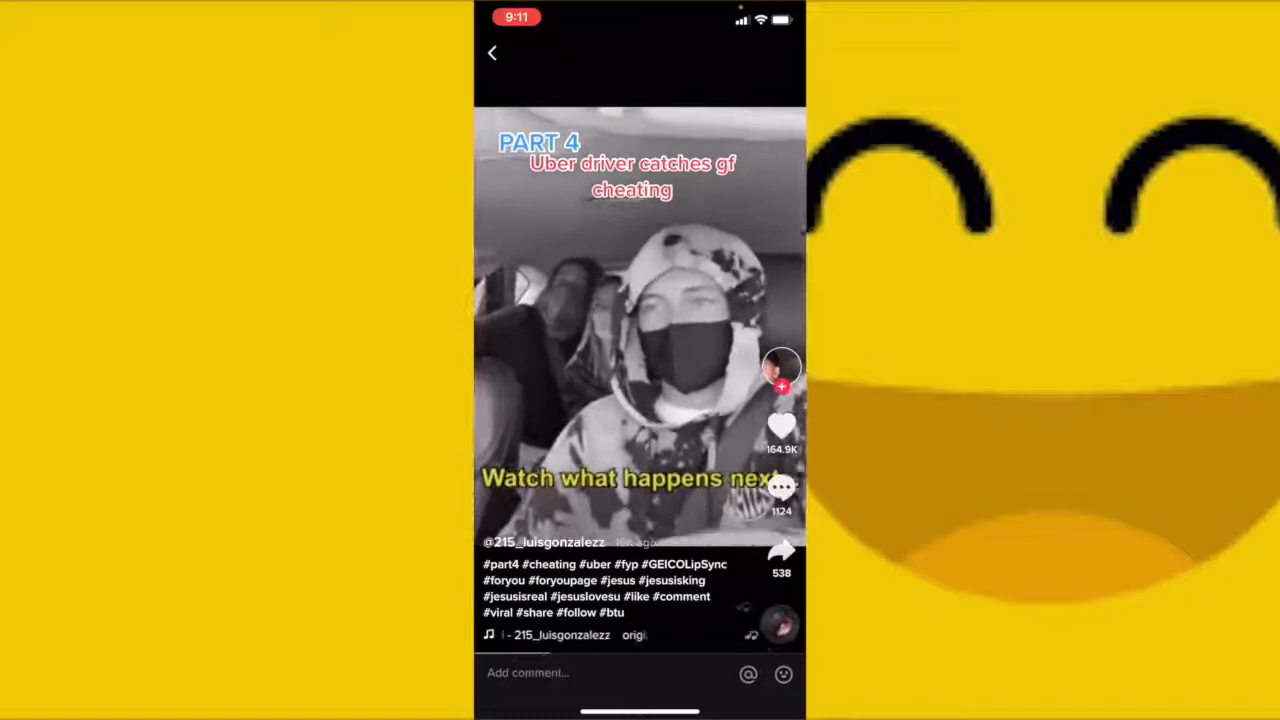 9:11
PART 4
Uber driver catches gf
cheating
164.9K
Watch what happens next
1124
@215_luisgonzalezz
538
#part4 #cheating #uber #fyp #GEICOLipSync
#foryou #foryoupage #jesus #jesusisking
#jesusisreal #jesuslovesu #like #comment
#viral #share #follow #btu
- 215_luisgonzalezz origi
Add comment...